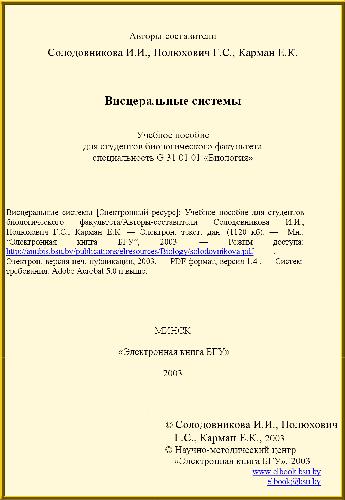 Авторы-составители
Солодовникова И.И., Полюхович Г.С., Карман Е.К.
Висцеральные системы
Учебное пособие
для студентов биологического факультета
специальность G 31 01 01 «Биология»
Висцеральные системы [Электронный ресурс]: Учебное пособие для студентов
биологического факультета/Авторы-составители Солодовникова И.И.,
Полюхович Г.С., Карман Е.К. — Электрон. текст. дан. (1120 кб). — Мн.:
"Электронная книга БГУ", 2003. — Режим доступа:
http://anubis.bsu.by/publications/elresources/Biology/solodovnikova.pdf .
Электрон. версия печ. публикации, 2003. PDF формат, версия 1.4 . Систем.
требования: Adobe Acrobat 5.0 и выше.
МИНСК
«Электронная книга БГУ»
2003
© Солодовникова И.И., Полюхович
Г.С., Карман Е.К., 2003
© Научно-методический центр
«Электронная книга БГУ», 2003
www.elbook.bsu.by
elbook@bsu.by